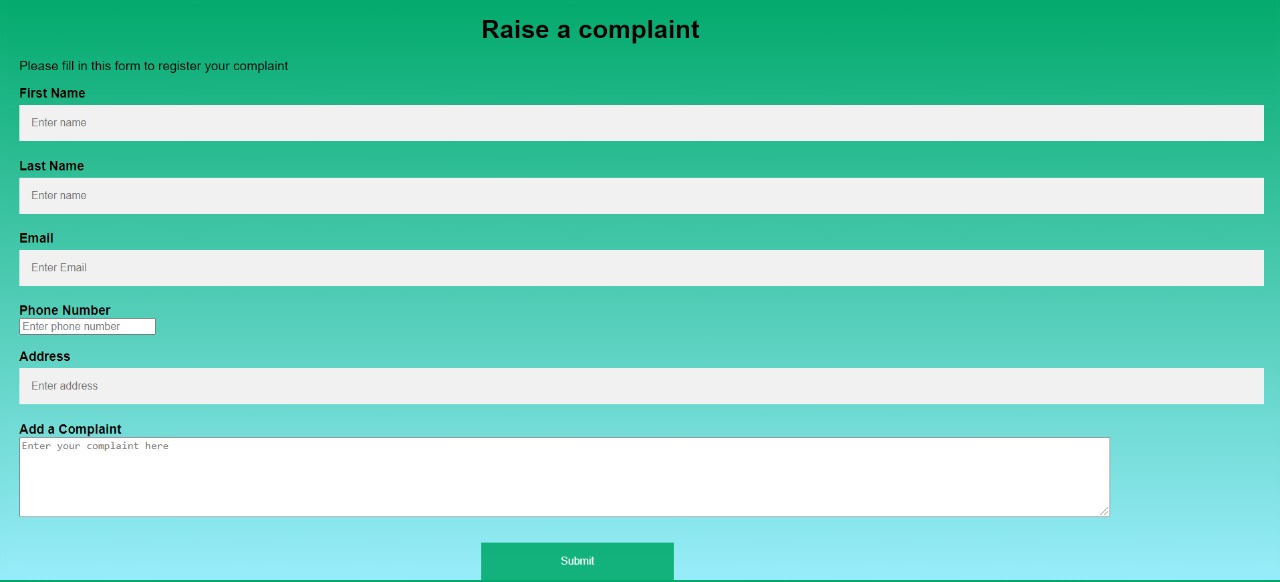 Raise a complaint
Please fill in this form to register your complaint
First Name
Enter name
Last Name
Enter name
Email
Enter Email
Phone Number
Enter phone number
Address
Enter address
Add a Complaint
Enter your complaint here
Submit